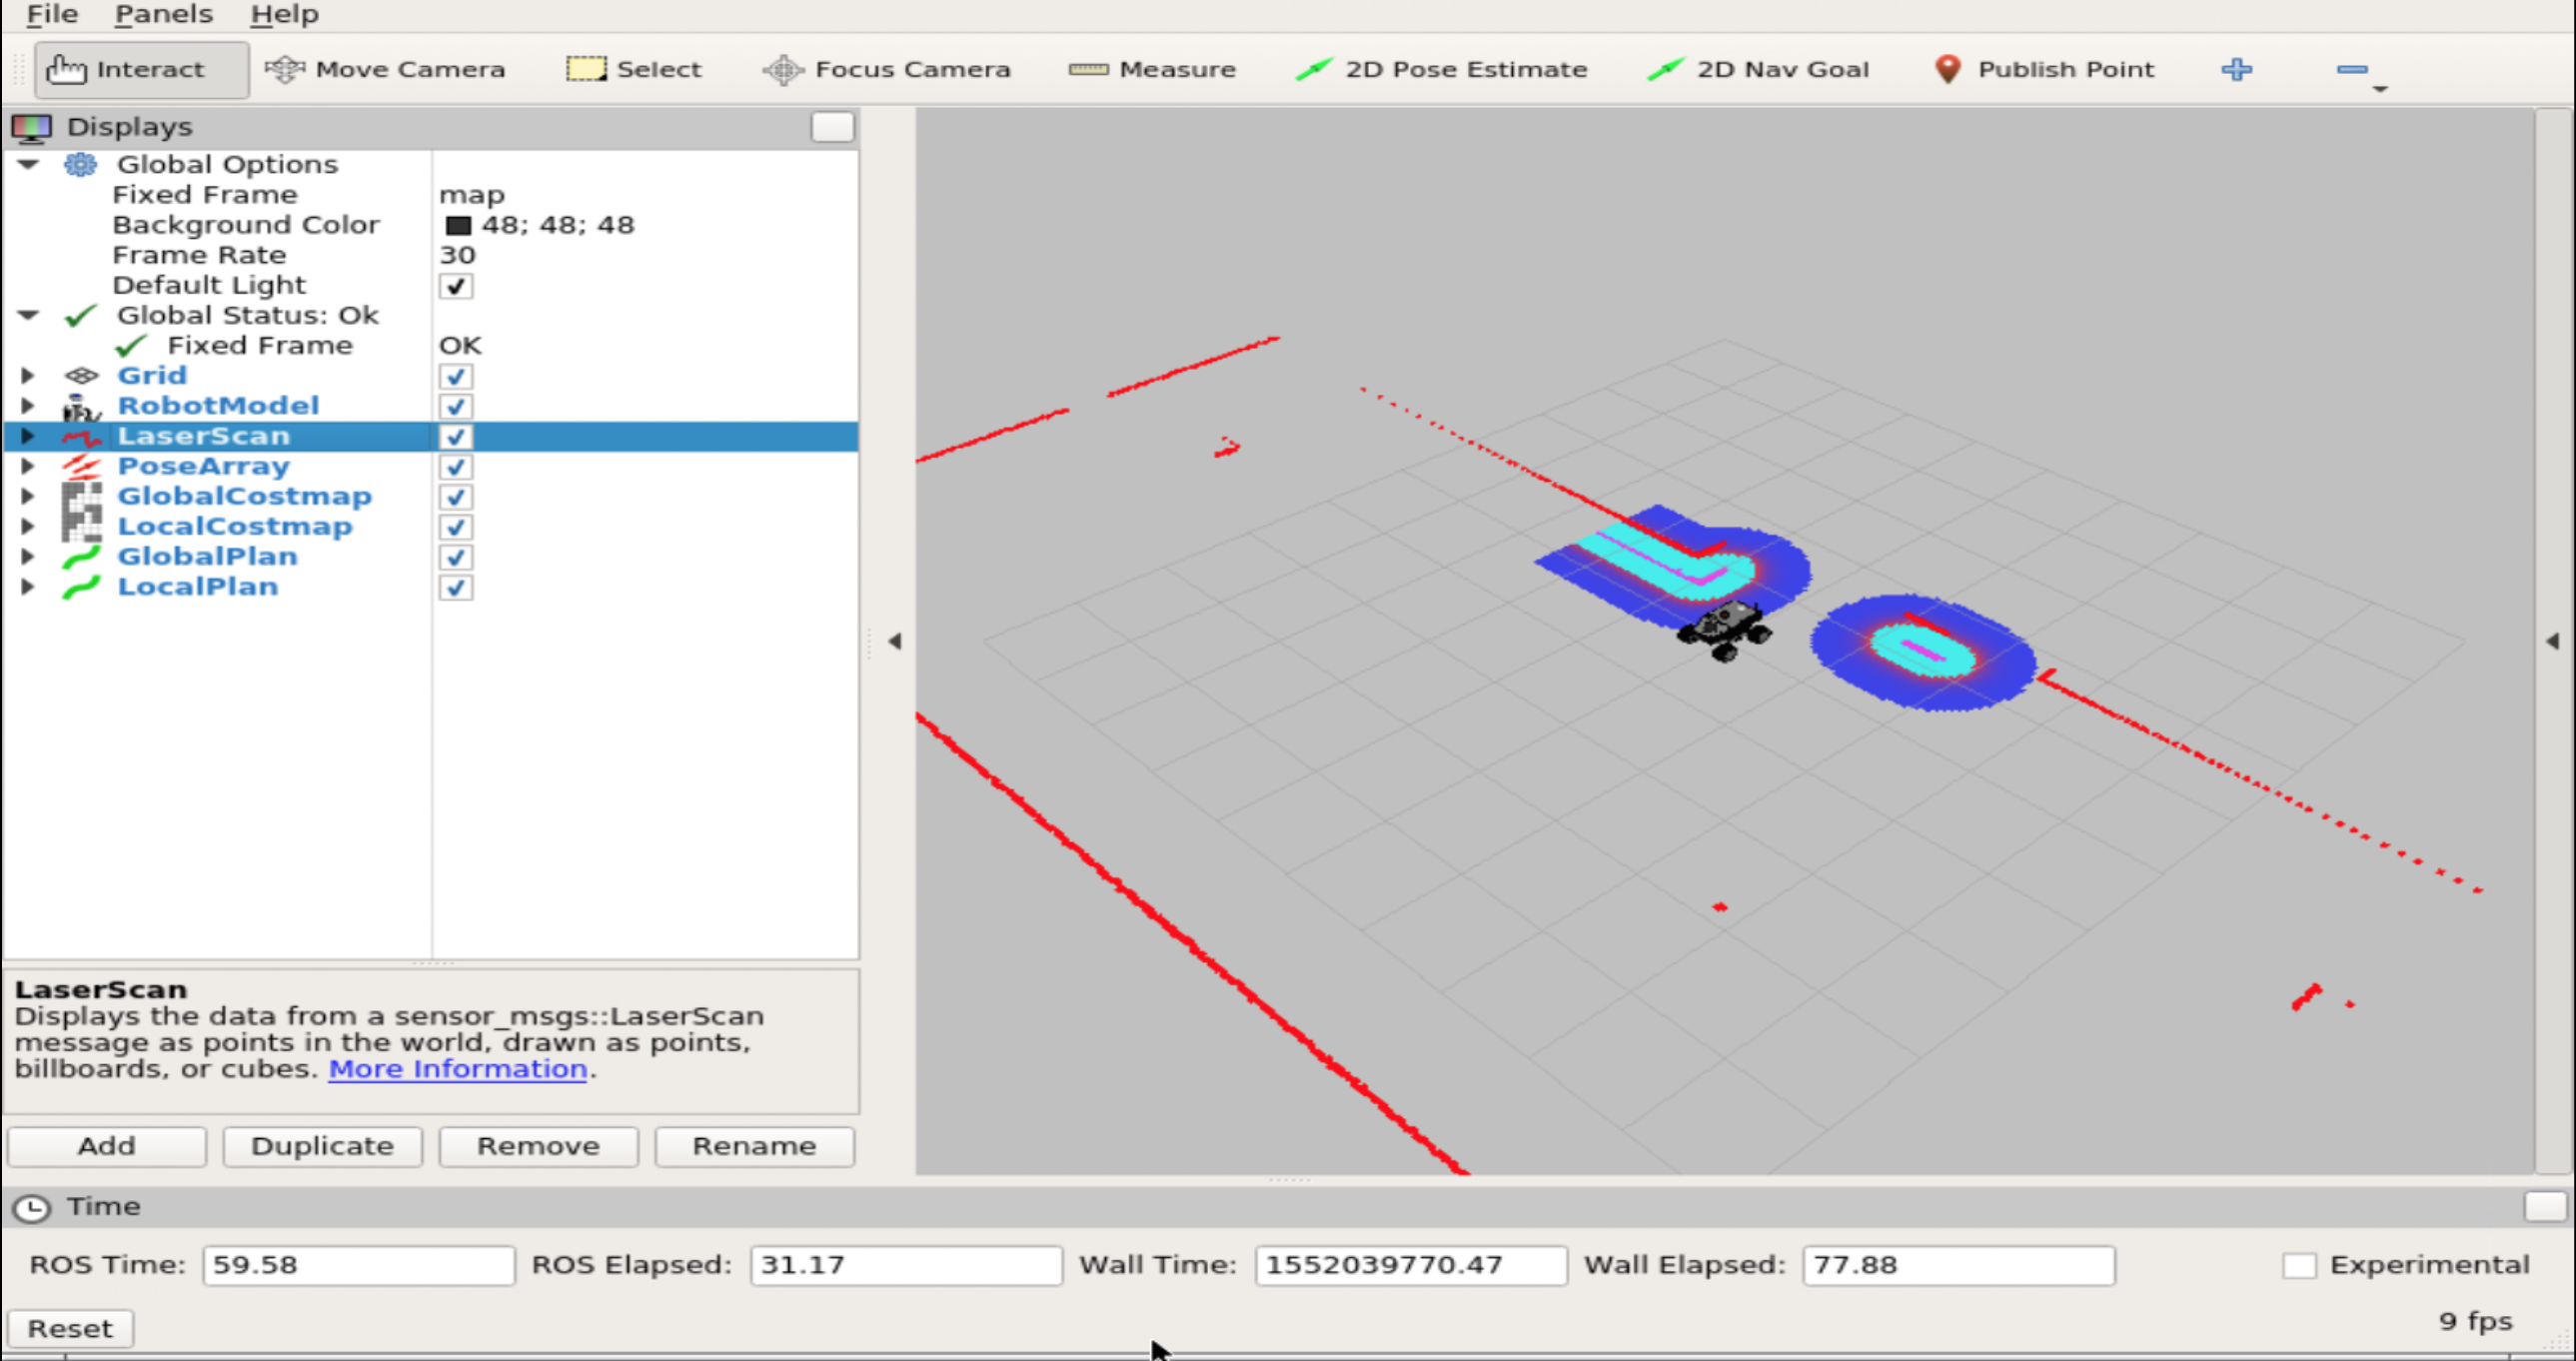 File Panels Help
Interact Move Camera Select Focus Camera Measure 2D Pose Estimate 2D Nav Goal Publish Point
Displays
Global Options
Fixed Frame map
Background Color 48; 48; 48
Frame Rate 30
Default Light
Global Status: Ok
Fixed Frame OK
Grid
RobotModel
LaserScan
PoseArray
GlobalCostmap
LocalCostmap
GlobalPlan
LocalPlan
LaserScan
Displays the data from a sensor_msgs::LaserScan
message as points in the world, drawn as points,
billboards, or cubes. More Information.
Add Duplicate Remove Rename
Time
ROS Time: 59.58 ROS Elapsed: 31.17 Wall Time: 1552039770.47 Wall Elapsed: 77.88 Experimental
Reset 9 fps